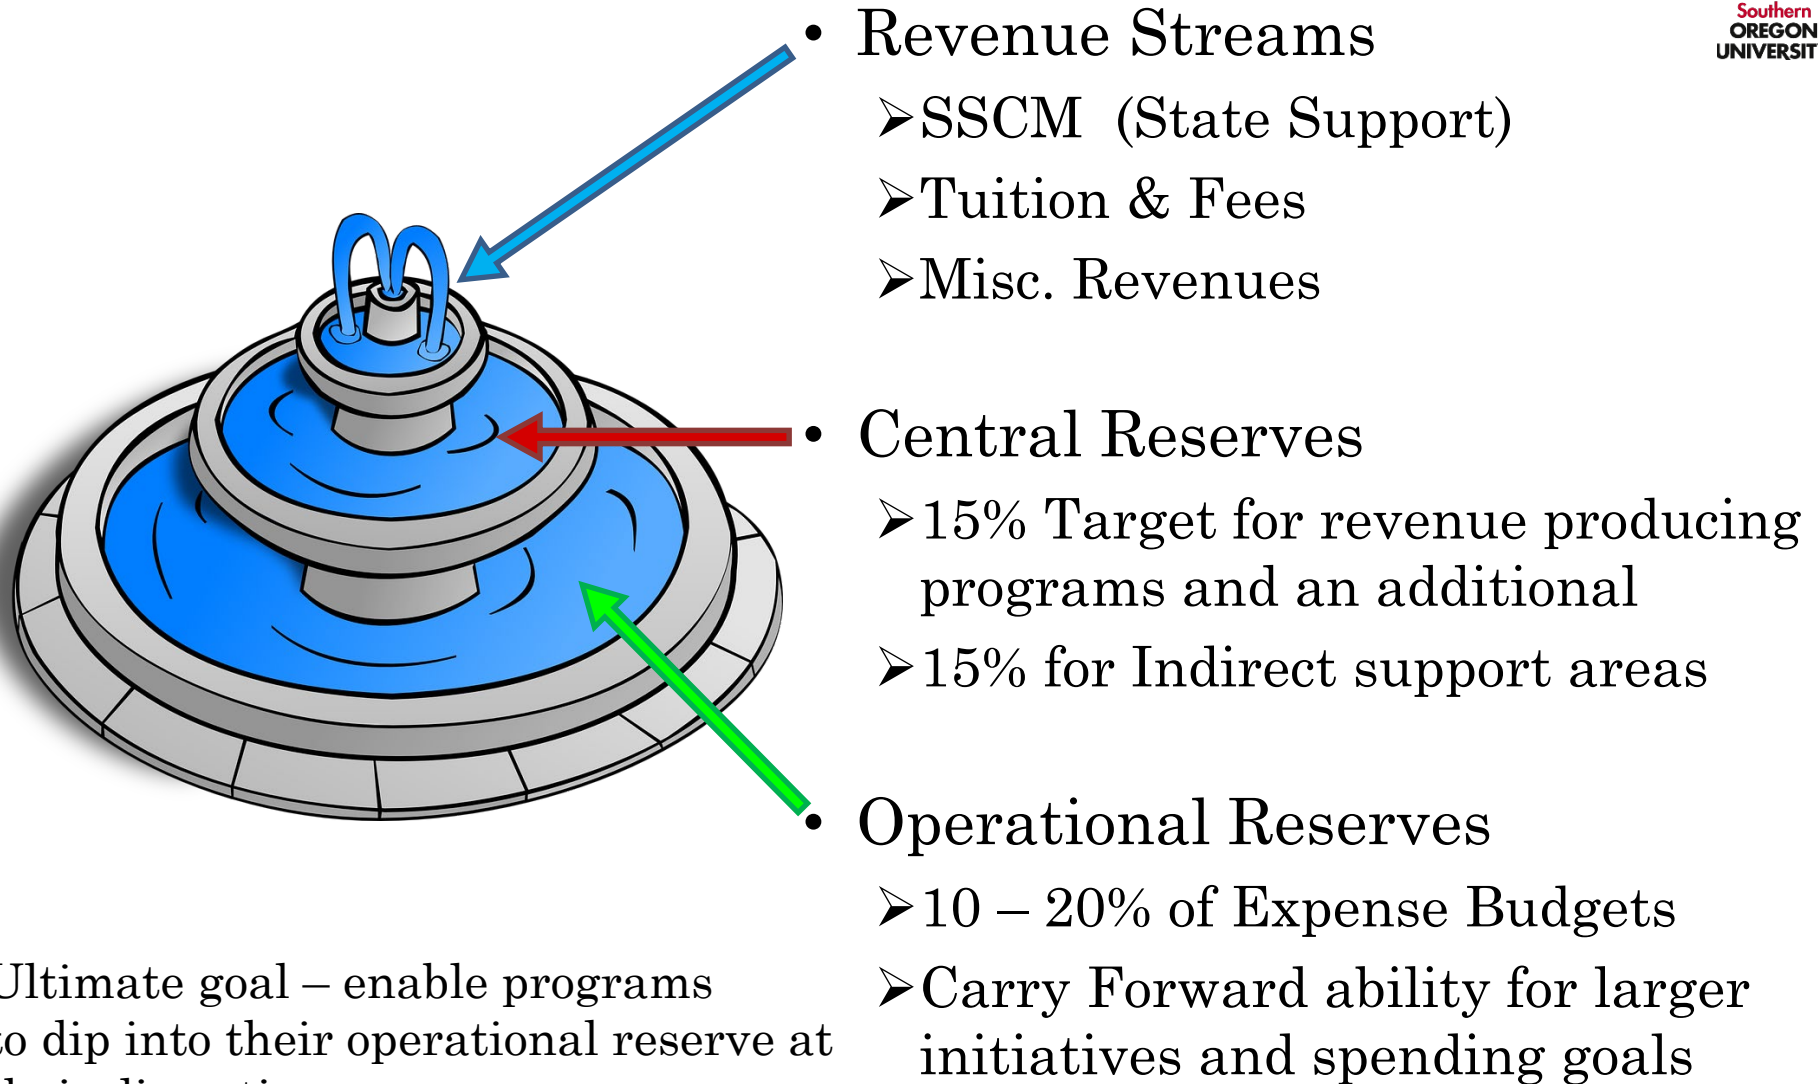 Southern
OREGON
UNIVERSIT
• Revenue Streams
➢SSCM (State Support)
➢Tuition & Fees
➢Misc. Revenues
• Central Reserves
➢15% Target for revenue producing
programs and an additional
➢15% for Indirect support areas
• Operational Reserves
➢10 – 20% of Expense Budgets
➢Carry Forward ability for larger
initiatives and spending goals
Ultimate goal – enable programs
to dip into their operational reserve at